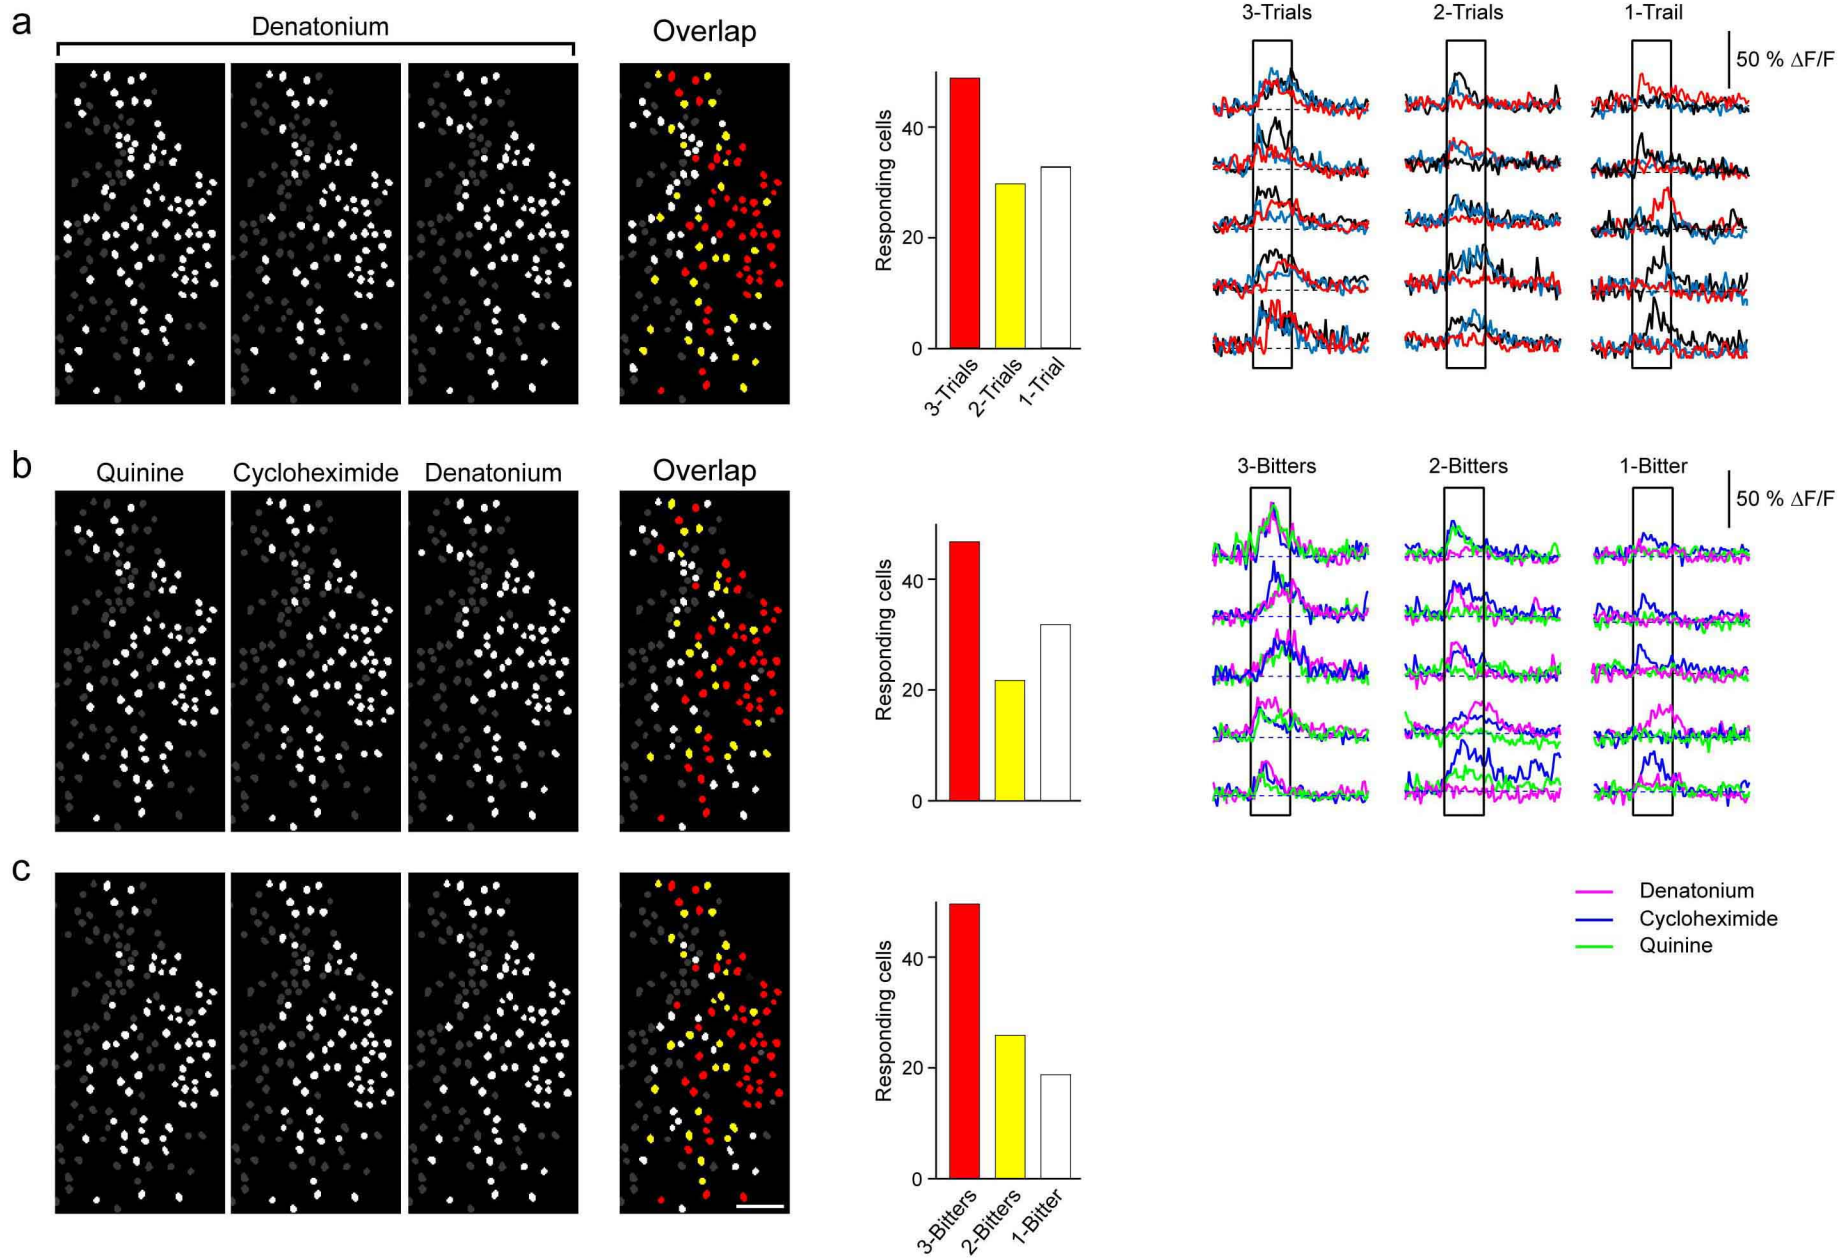 a
Denatonium
Overlap
Responding cells
40
20
0
3-Trials
2-Trials
1-Trial
3-Trials
2-Trials
1-Trail
50 % ΔF/F
b
Quinine
Cycloheximide
Denatonium
Overlap
Responding cells
40
20
0
3-Bitters
2-Bitters
1-Bitter
50 % ΔF/F
c
Responding cells
40
20
0
3-Bitters
2-Bitters
1-Bitter
Denatonium
Cycloheximide
Quinine